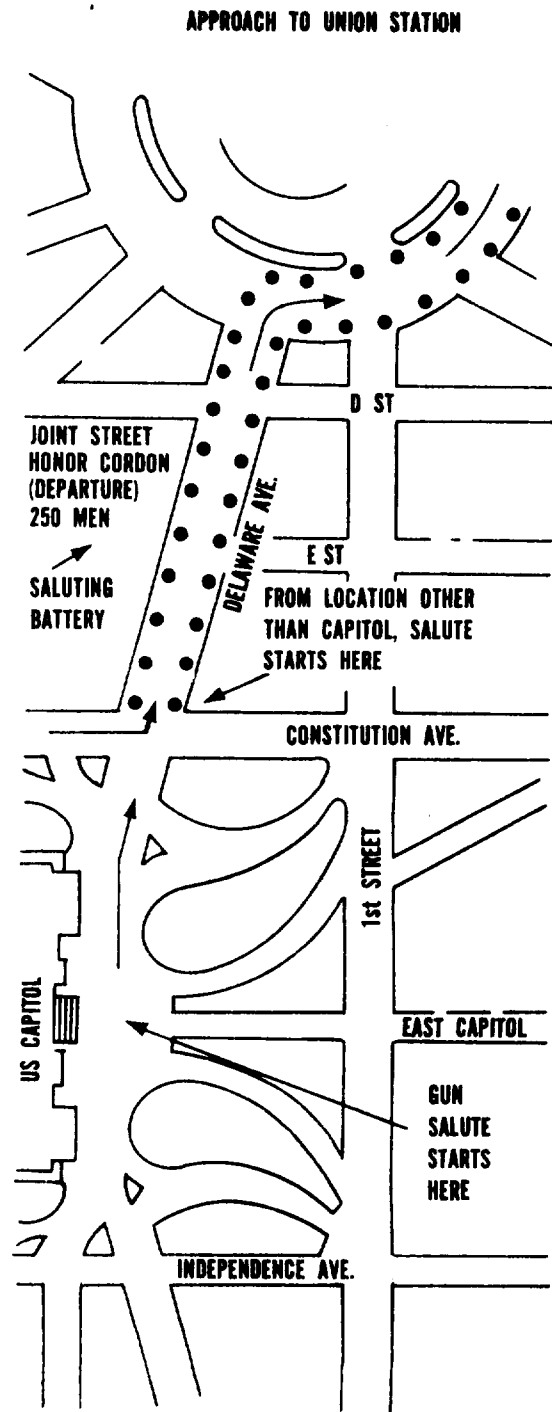 APPROACH TO UNION STATION
D ST
JOINT STREET
HONOR CORDON
(DEPARTURE)
250 MEN
SALUTING
BATTERY
DELAWARE AVE.
E ST
FROM LOCATION OTHER
THAN CAPITOL, SALUTE
STARTS HERE
CONSTITUTION AVE.
1st STREET
US CAPITOL
EAST CAPITOL
GUN
SALUTE
STARTS
HERE
INDEPENDENCE AVE.